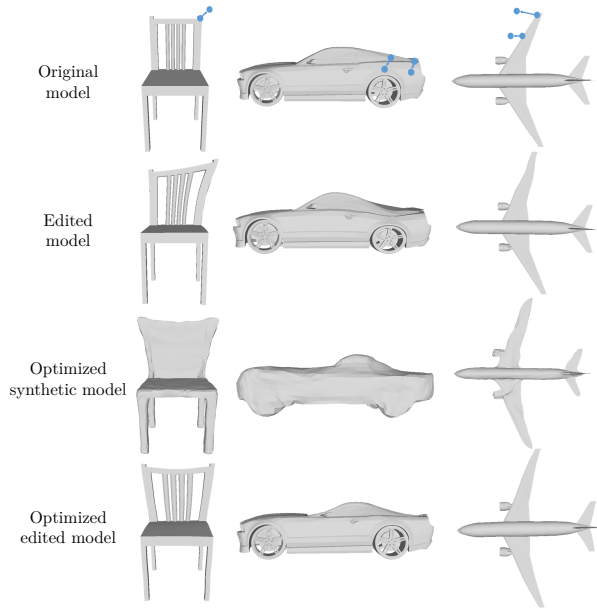 Original
model
Edited
model
Optimized
synthetic model
Optimized
edited model